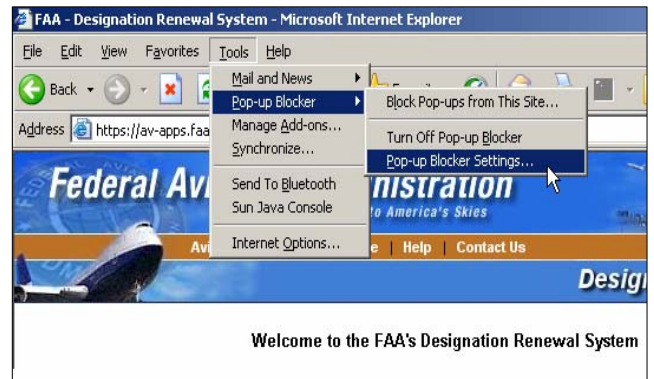 FAA - Designation Renewal System - Microsoft Internet Explorer
File Edit View Favorites Tools Help
Back
Mail and News
Pop-up Blocker
Manage Add-ons...
Synchronize...
Send To Bluetooth
Sun Java Console
Internet Options...
Block Pop-ups from This Site...
Turn Off Pop-up Blocker
Pop-up Blocker Settings...
Address https://av-apps.faa
Federal Av
nistration
to America's Skies
Avi
e | Help | Contact Us
Desig
Welcome to the FAA's Designation Renewal System